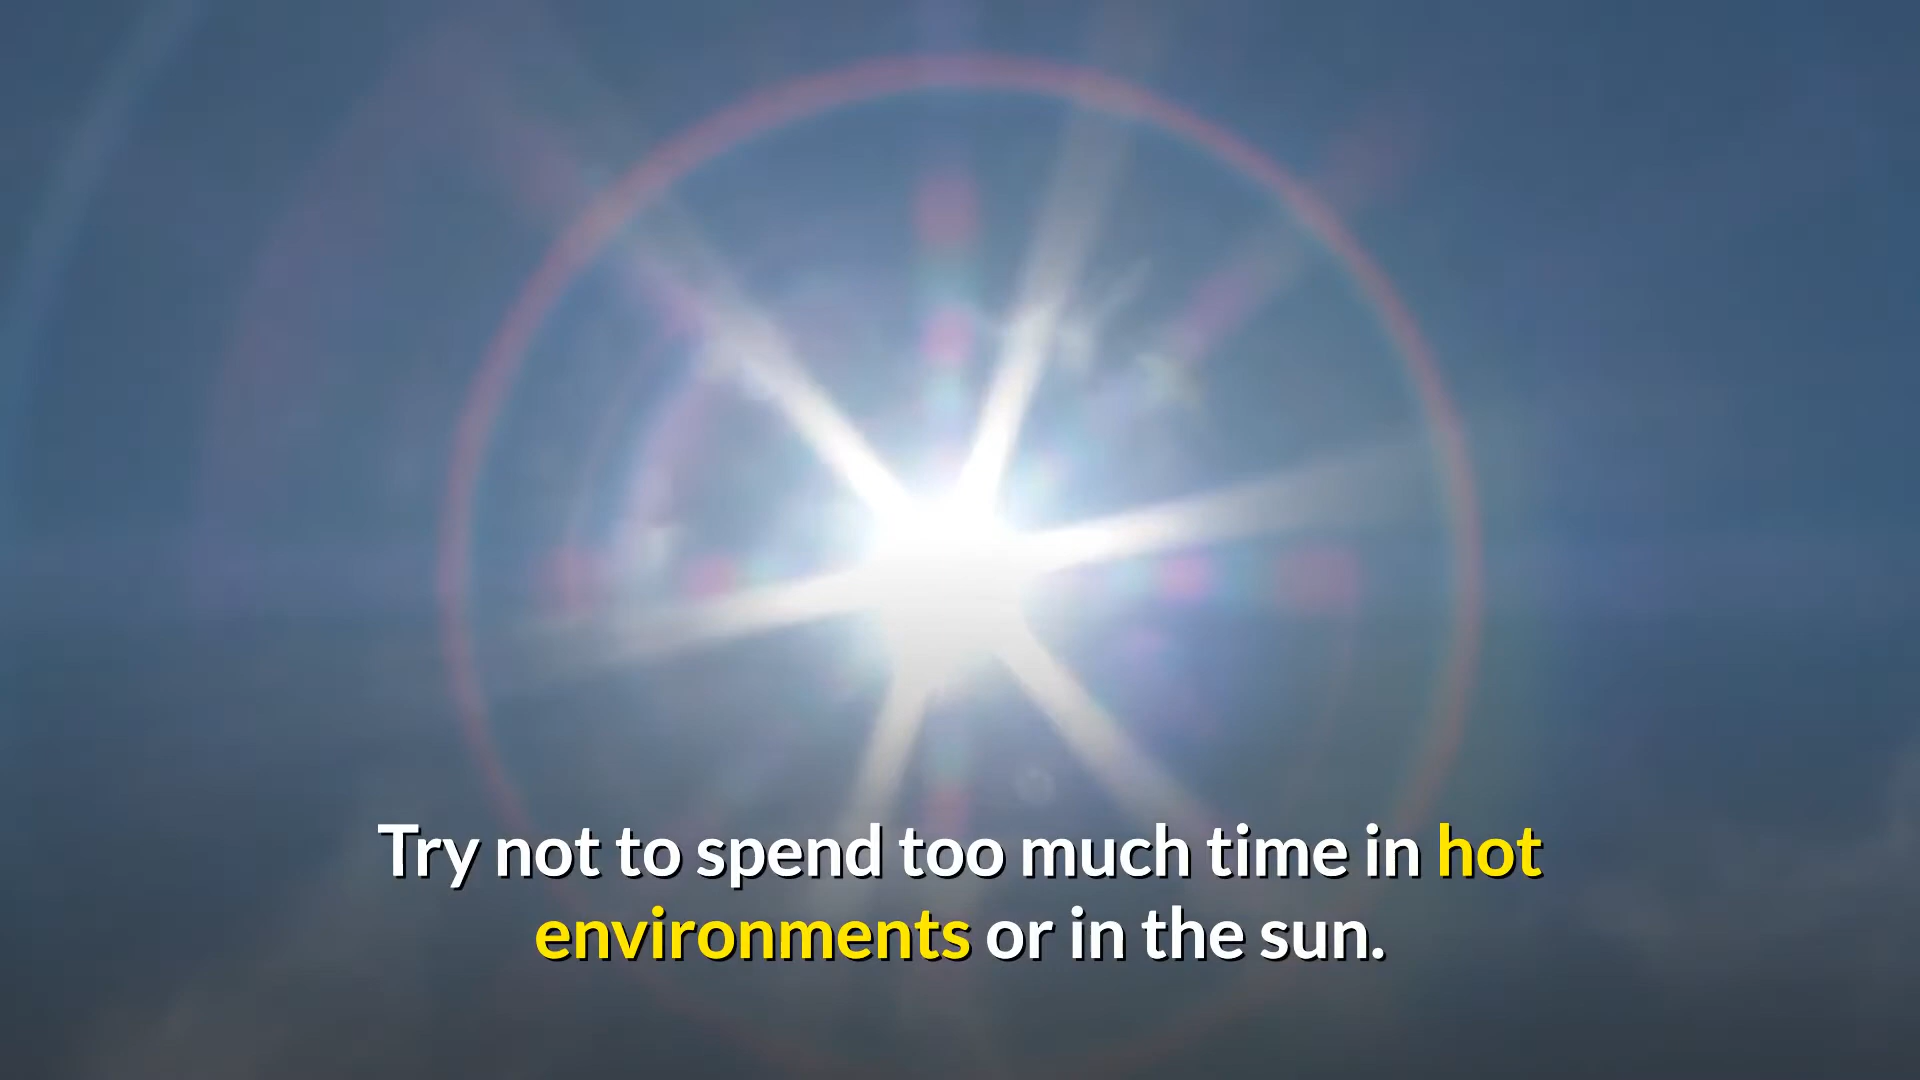 Try not to spend too much time in hot
environments or in the sun.